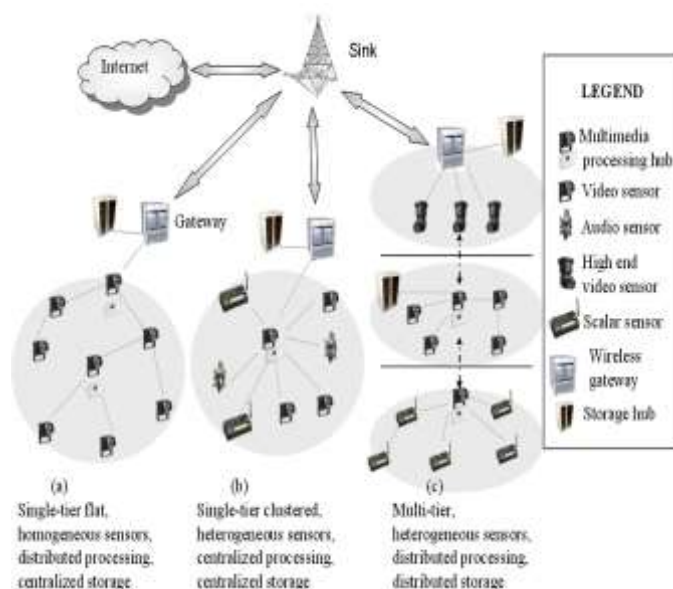 Sink
Internet
Gateway
LEGEND
Multimedia
processing hub
Video sensor
Audio sensor
High end
video sensor
Scalar sensor
Wireless
gateway
Storage hub
(a)
Single-tier flat,
homogeneous sensors,
distributed processing,
centralized storage
(b)
Single-tier clustered,
heterogeneous sensors,
centralized processing,
centralized storage
(c)
Multi-tier,
heterogeneous sensors,
distributed processing,
distributed storage